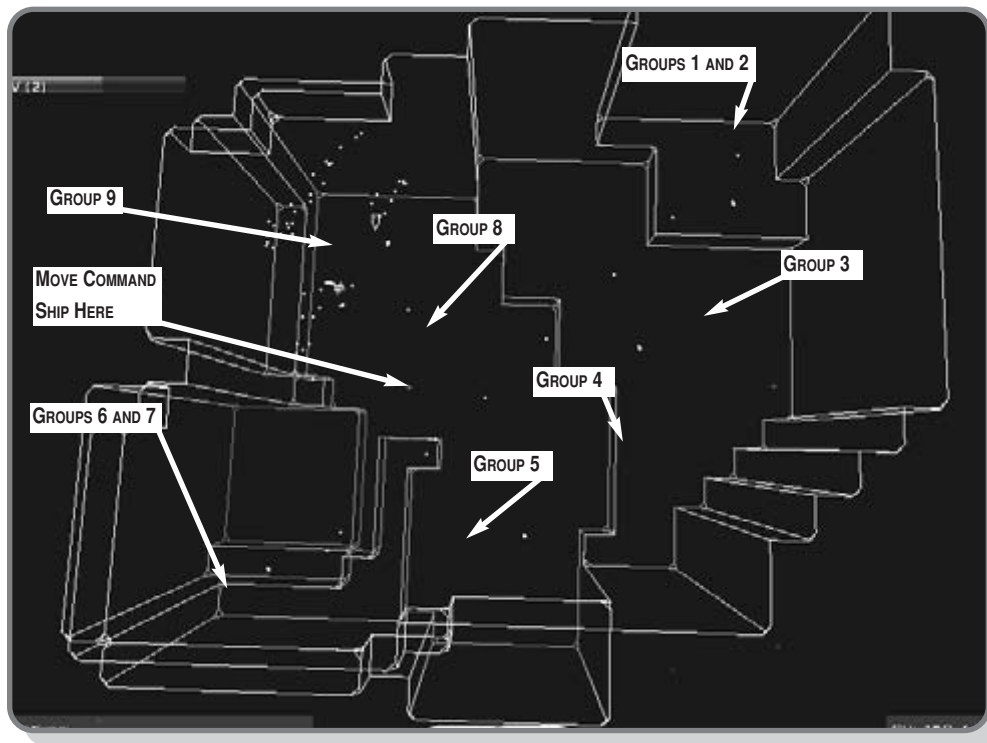 GROUPS 1 AND 2
V (2)
GROUP 9
GROUP 8
GROUP 3
MOVE COMMAND
SHIP HERE
GROUP 4
GROUPS 6 AND 7
GROUP 5